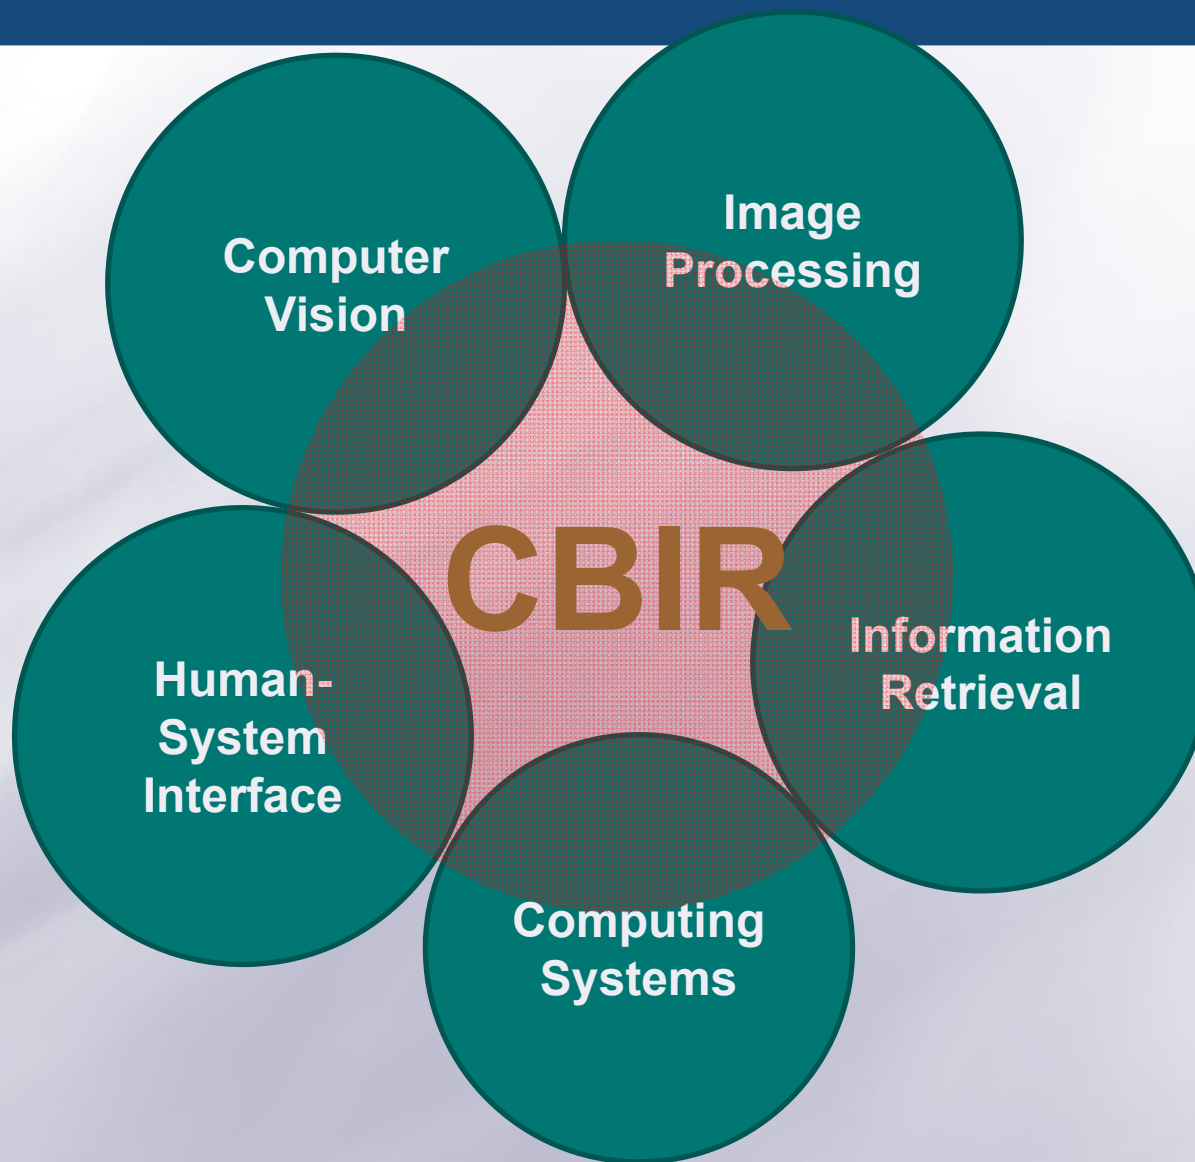 Image
Processing
Computer
Vision
CBIR
Information
Retrieval
Human-
System
Interface
Computing
Systems